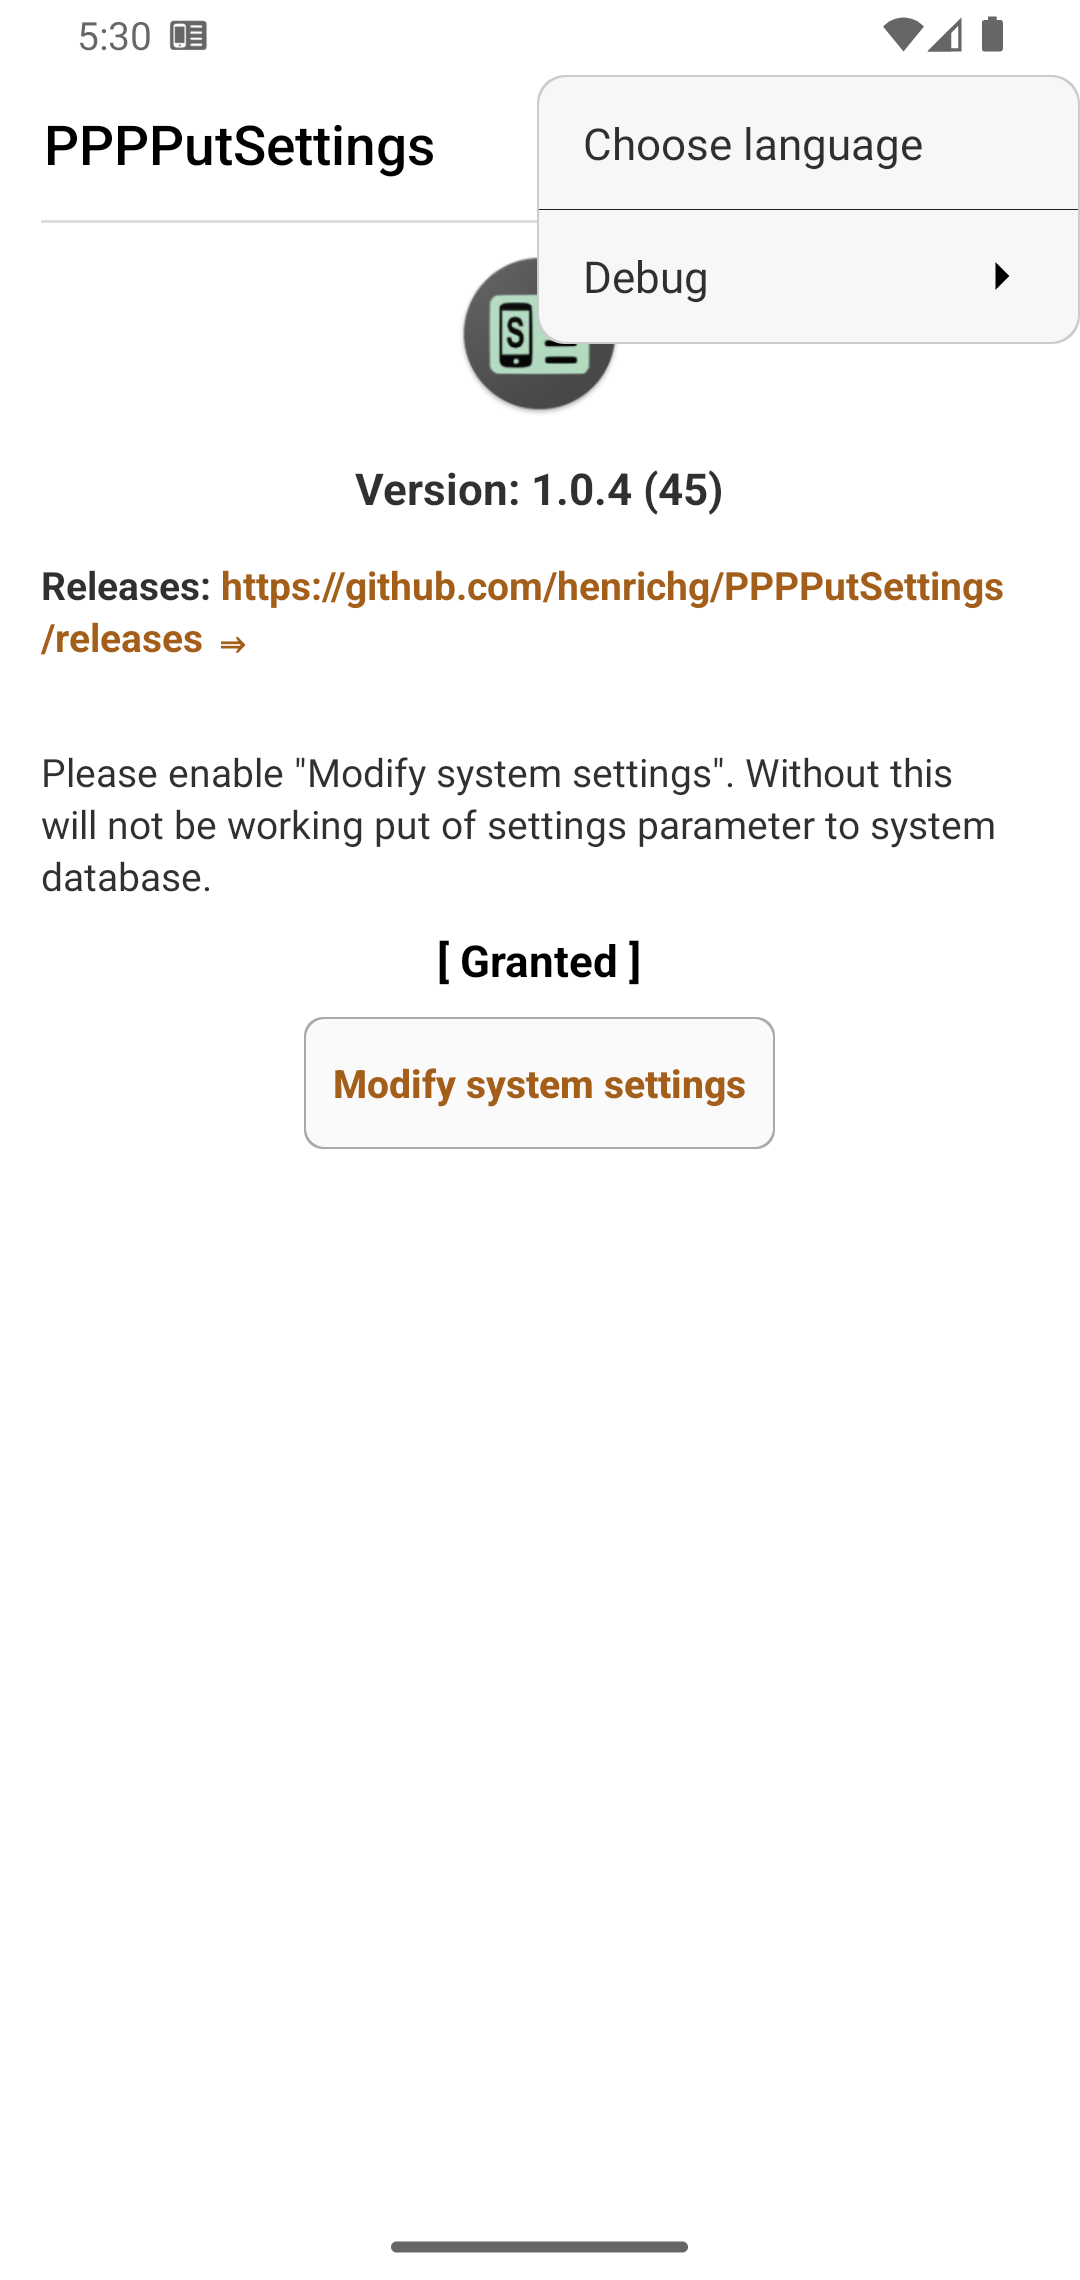 5:30
PPPPutSettings
Choose language
Debug
S
Version: 1.0.4 (45)
Releases: https://github.com/henrichg/PPPPutSettings
/releases ⇒
Please enable "Modify system settings". Without this
will not be working put of settings parameter to system
database.
[ Granted ]
Modify system settings